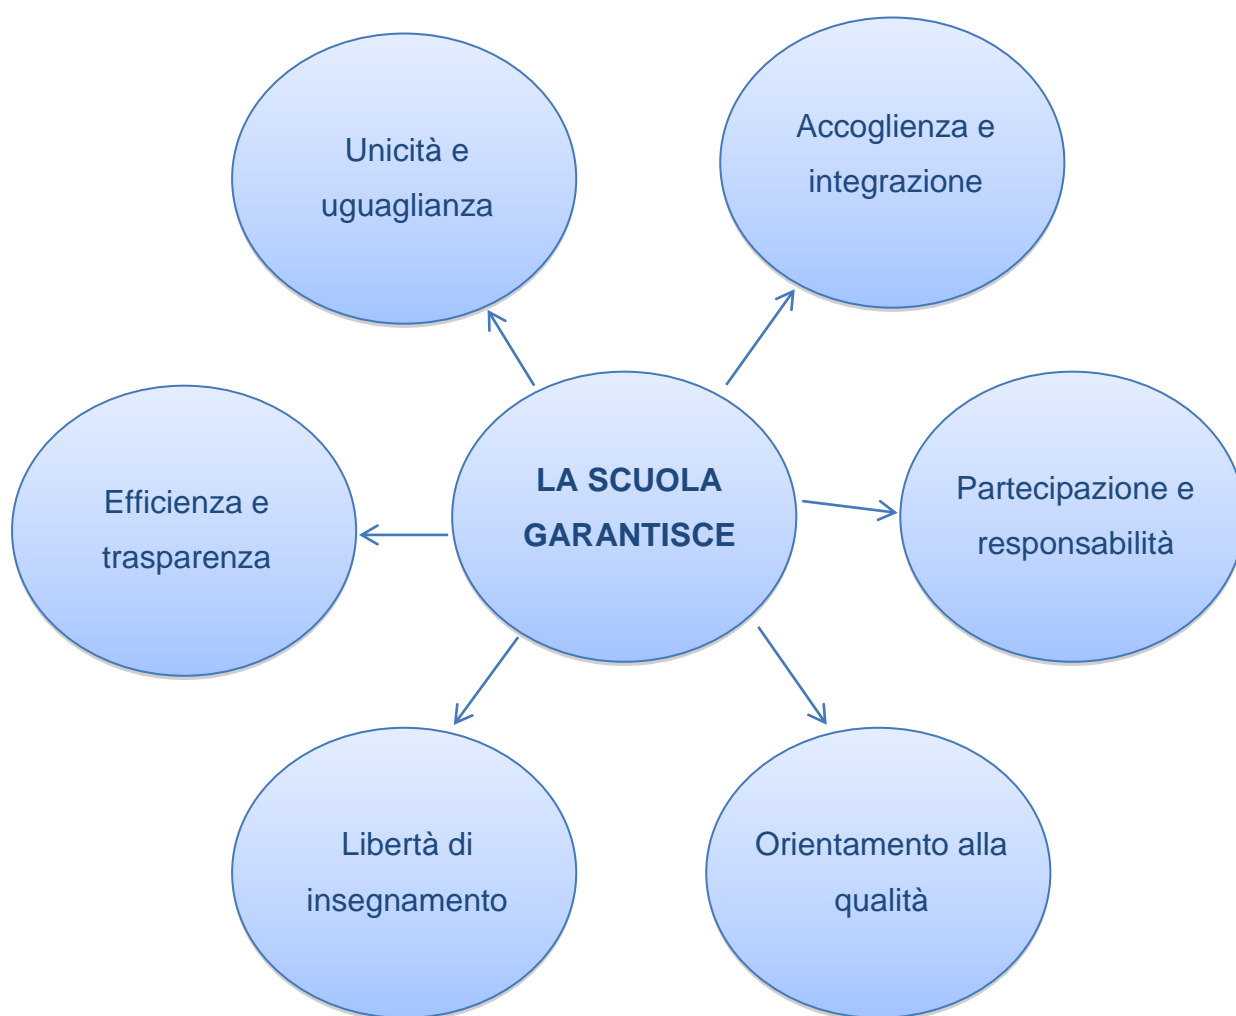 Unicità e
uguaglianza
Accoglienza e
integrazione
LA SCUOLA
GARANTISCE
Efficienza e
trasparenza
Partecipazione e
responsabilità
Libertà di
insegnamento
Orientamento alla
qualità